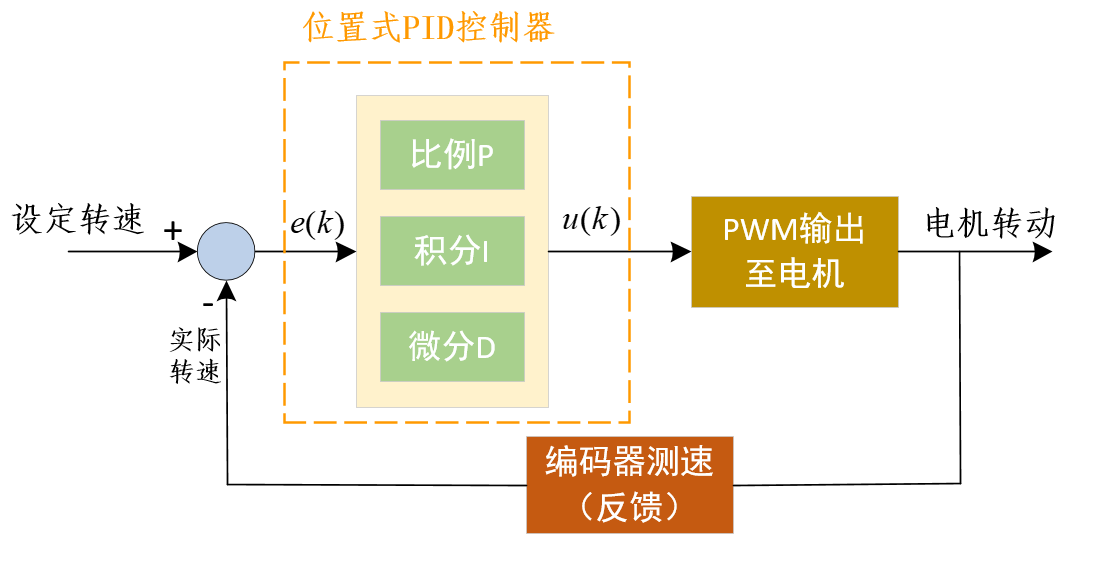 位置式PID控制器
比例P
设定转速
+
e(k)
积分I
u(k)
PWM输出
至电机
电机转动
-
实际
转速
微分D
编码器测速
（反馈）